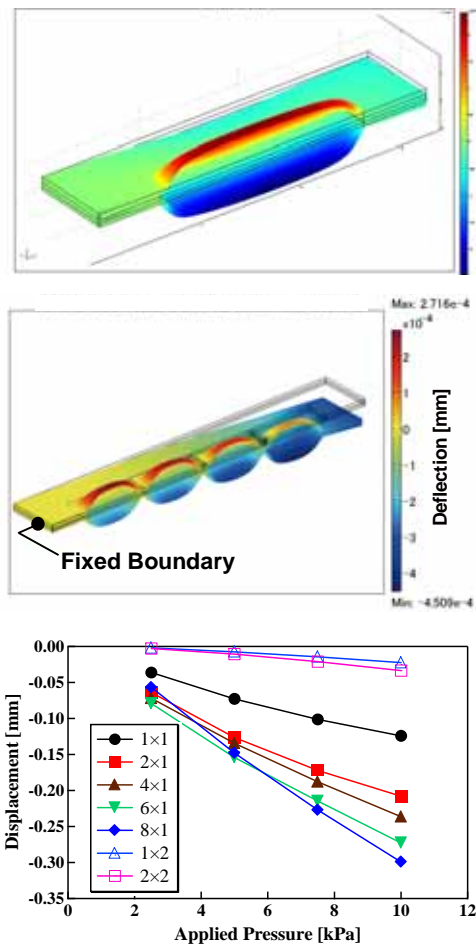 Max: 2.716e-4
x10⁻⁴
2
1
0
-1
-2
-3
-4
Deflection [mm]
Fixed Boundary
Min: -4.509e-4
0.00
-0.05
-0.10
-0.15
-0.20
-0.25
-0.30
-0.35
Displacement [mm]
1×1
2×1
4×1
6×1
8×1
1×2
2×2
0 2 4 6 8 10 12
Applied Pressure [kPa]